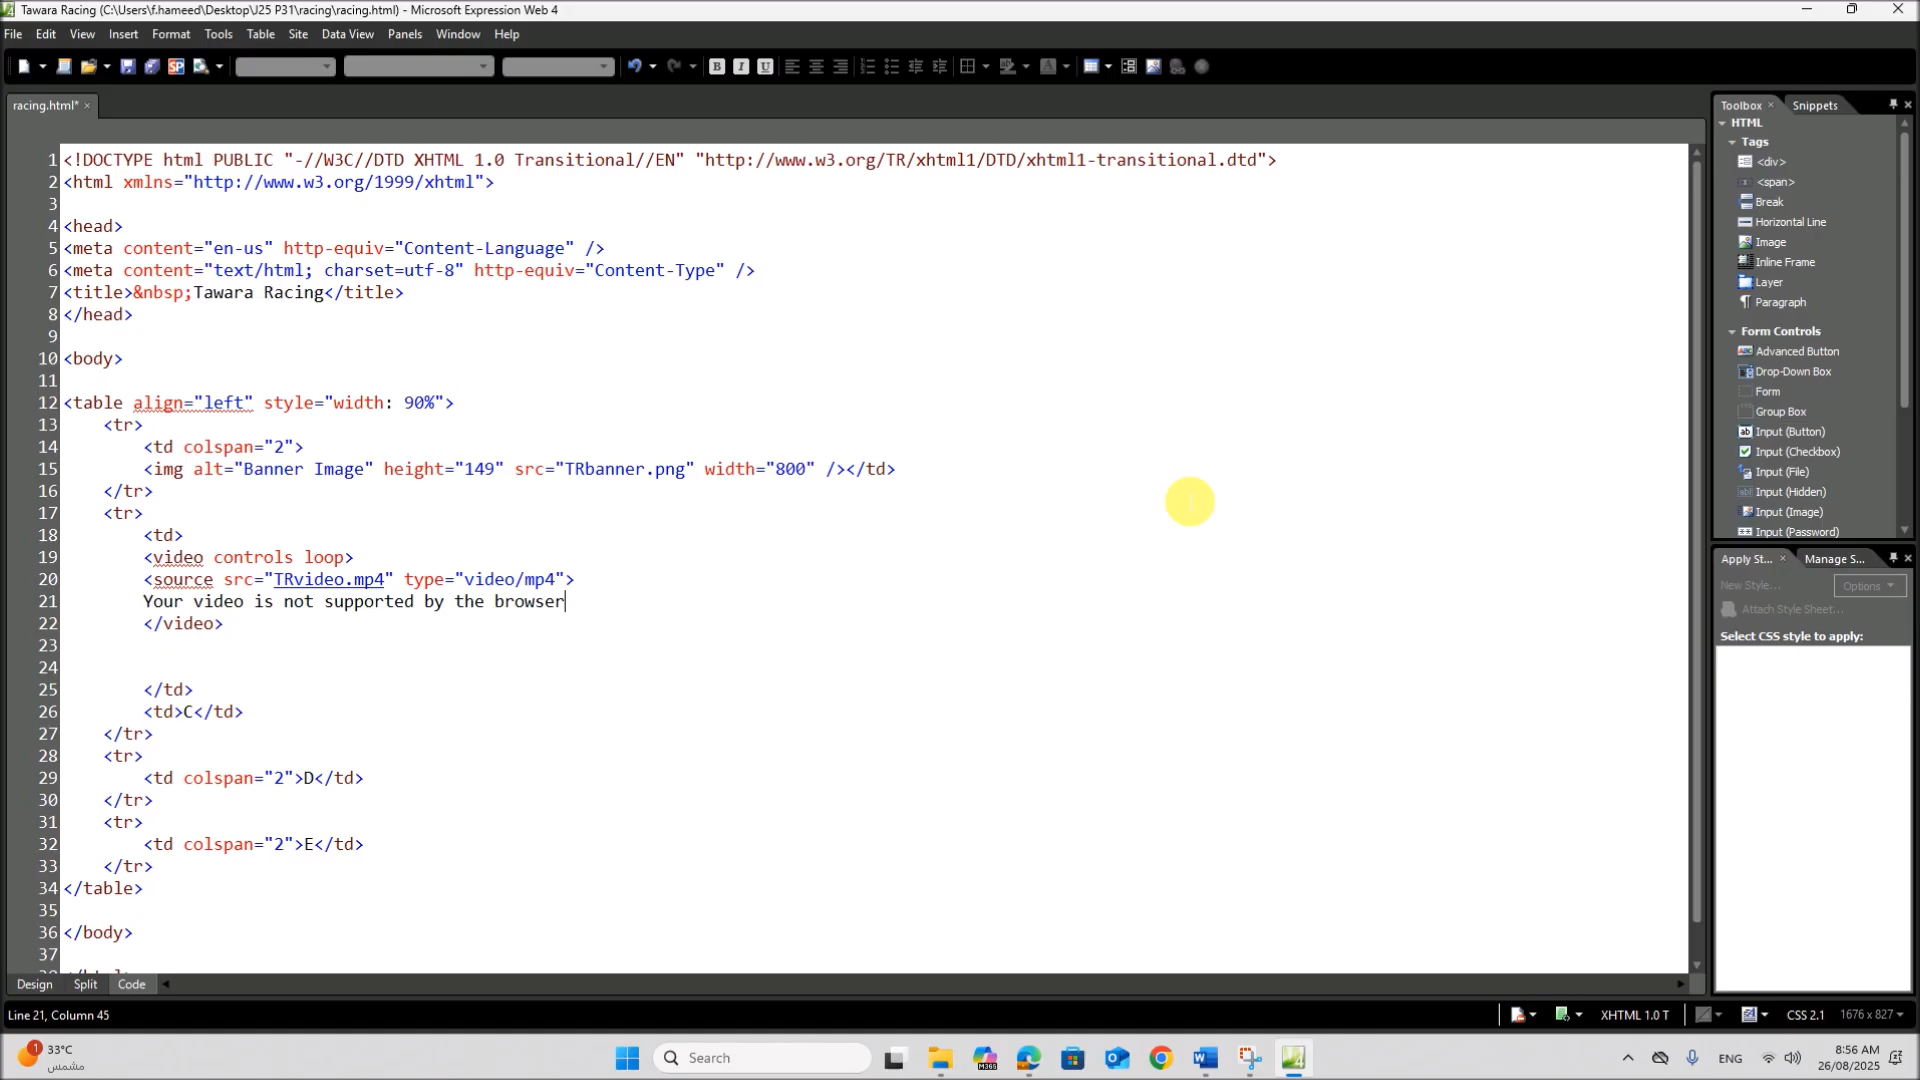 Tawara Racing (C:\Users\f.hameed\Desktop\J25 P31\racing\racing.html) - Microsoft Expression Web 4
File Edit View Insert Format Tools Table Site Data View Panels Window Help
racing.html*
1 <!DOCTYPE html PUBLIC "-//W3C//DTD XHTML 1.0 Transitional//EN" "http://www.w3.org/TR/xhtml1/DTD/xhtml1-transitional.dtd">
2 <html xmlns="http://www.w3.org/1999/xhtml">
3
4 <head>
5 <meta content="en-us" http-equiv="Content-Language" />
6 <meta content="text/html; charset=utf-8" http-equiv="Content-Type" />
7 <title>&nbsp;Tawara Racing</title>
8 </head>
9
10 <body>
11
12 <table align="left" style="width: 90%">
13 <tr>
14 <td colspan="2">
15 <img alt="Banner Image" height="149" src="TRbanner.png" width="800" /></td>
16 </tr>
17 <tr>
18 <td>
19 <video controls loop>
20 <source src="TRvideo.mp4" type="video/mp4">
21 Your video is not supported by the browser
22 </video>
23
24
25 </td>
26 <td>C</td>
27 </tr>
28 <tr>
29 <td colspan="2">D</td>
30 </tr>
31 <tr>
32 <td colspan="2">E</td>
33 </tr>
34 </table>
35
36 </body>
37
Toolbox Snippets
HTML
Tags
<div>
<span>
Break
Horizontal Line
Image
Inline Frame
Layer
Paragraph
Form Controls
Advanced Button
Drop-Down Box
Form
Group Box
Input (Button)
Input (Checkbox)
Input (File)
Input (Hidden)
Input (Image)
Input (Password)
Apply St... Manage S...
New Style... Options
Attach Style Sheet...
Select CSS style to apply:
Design Split Code
Line 21, Column 45
XHTML 1.0 T CSS 2.1 1676 x 827
1 33°C
مشمس
Search
M365
ENG
8:56 AM
26/08/2025